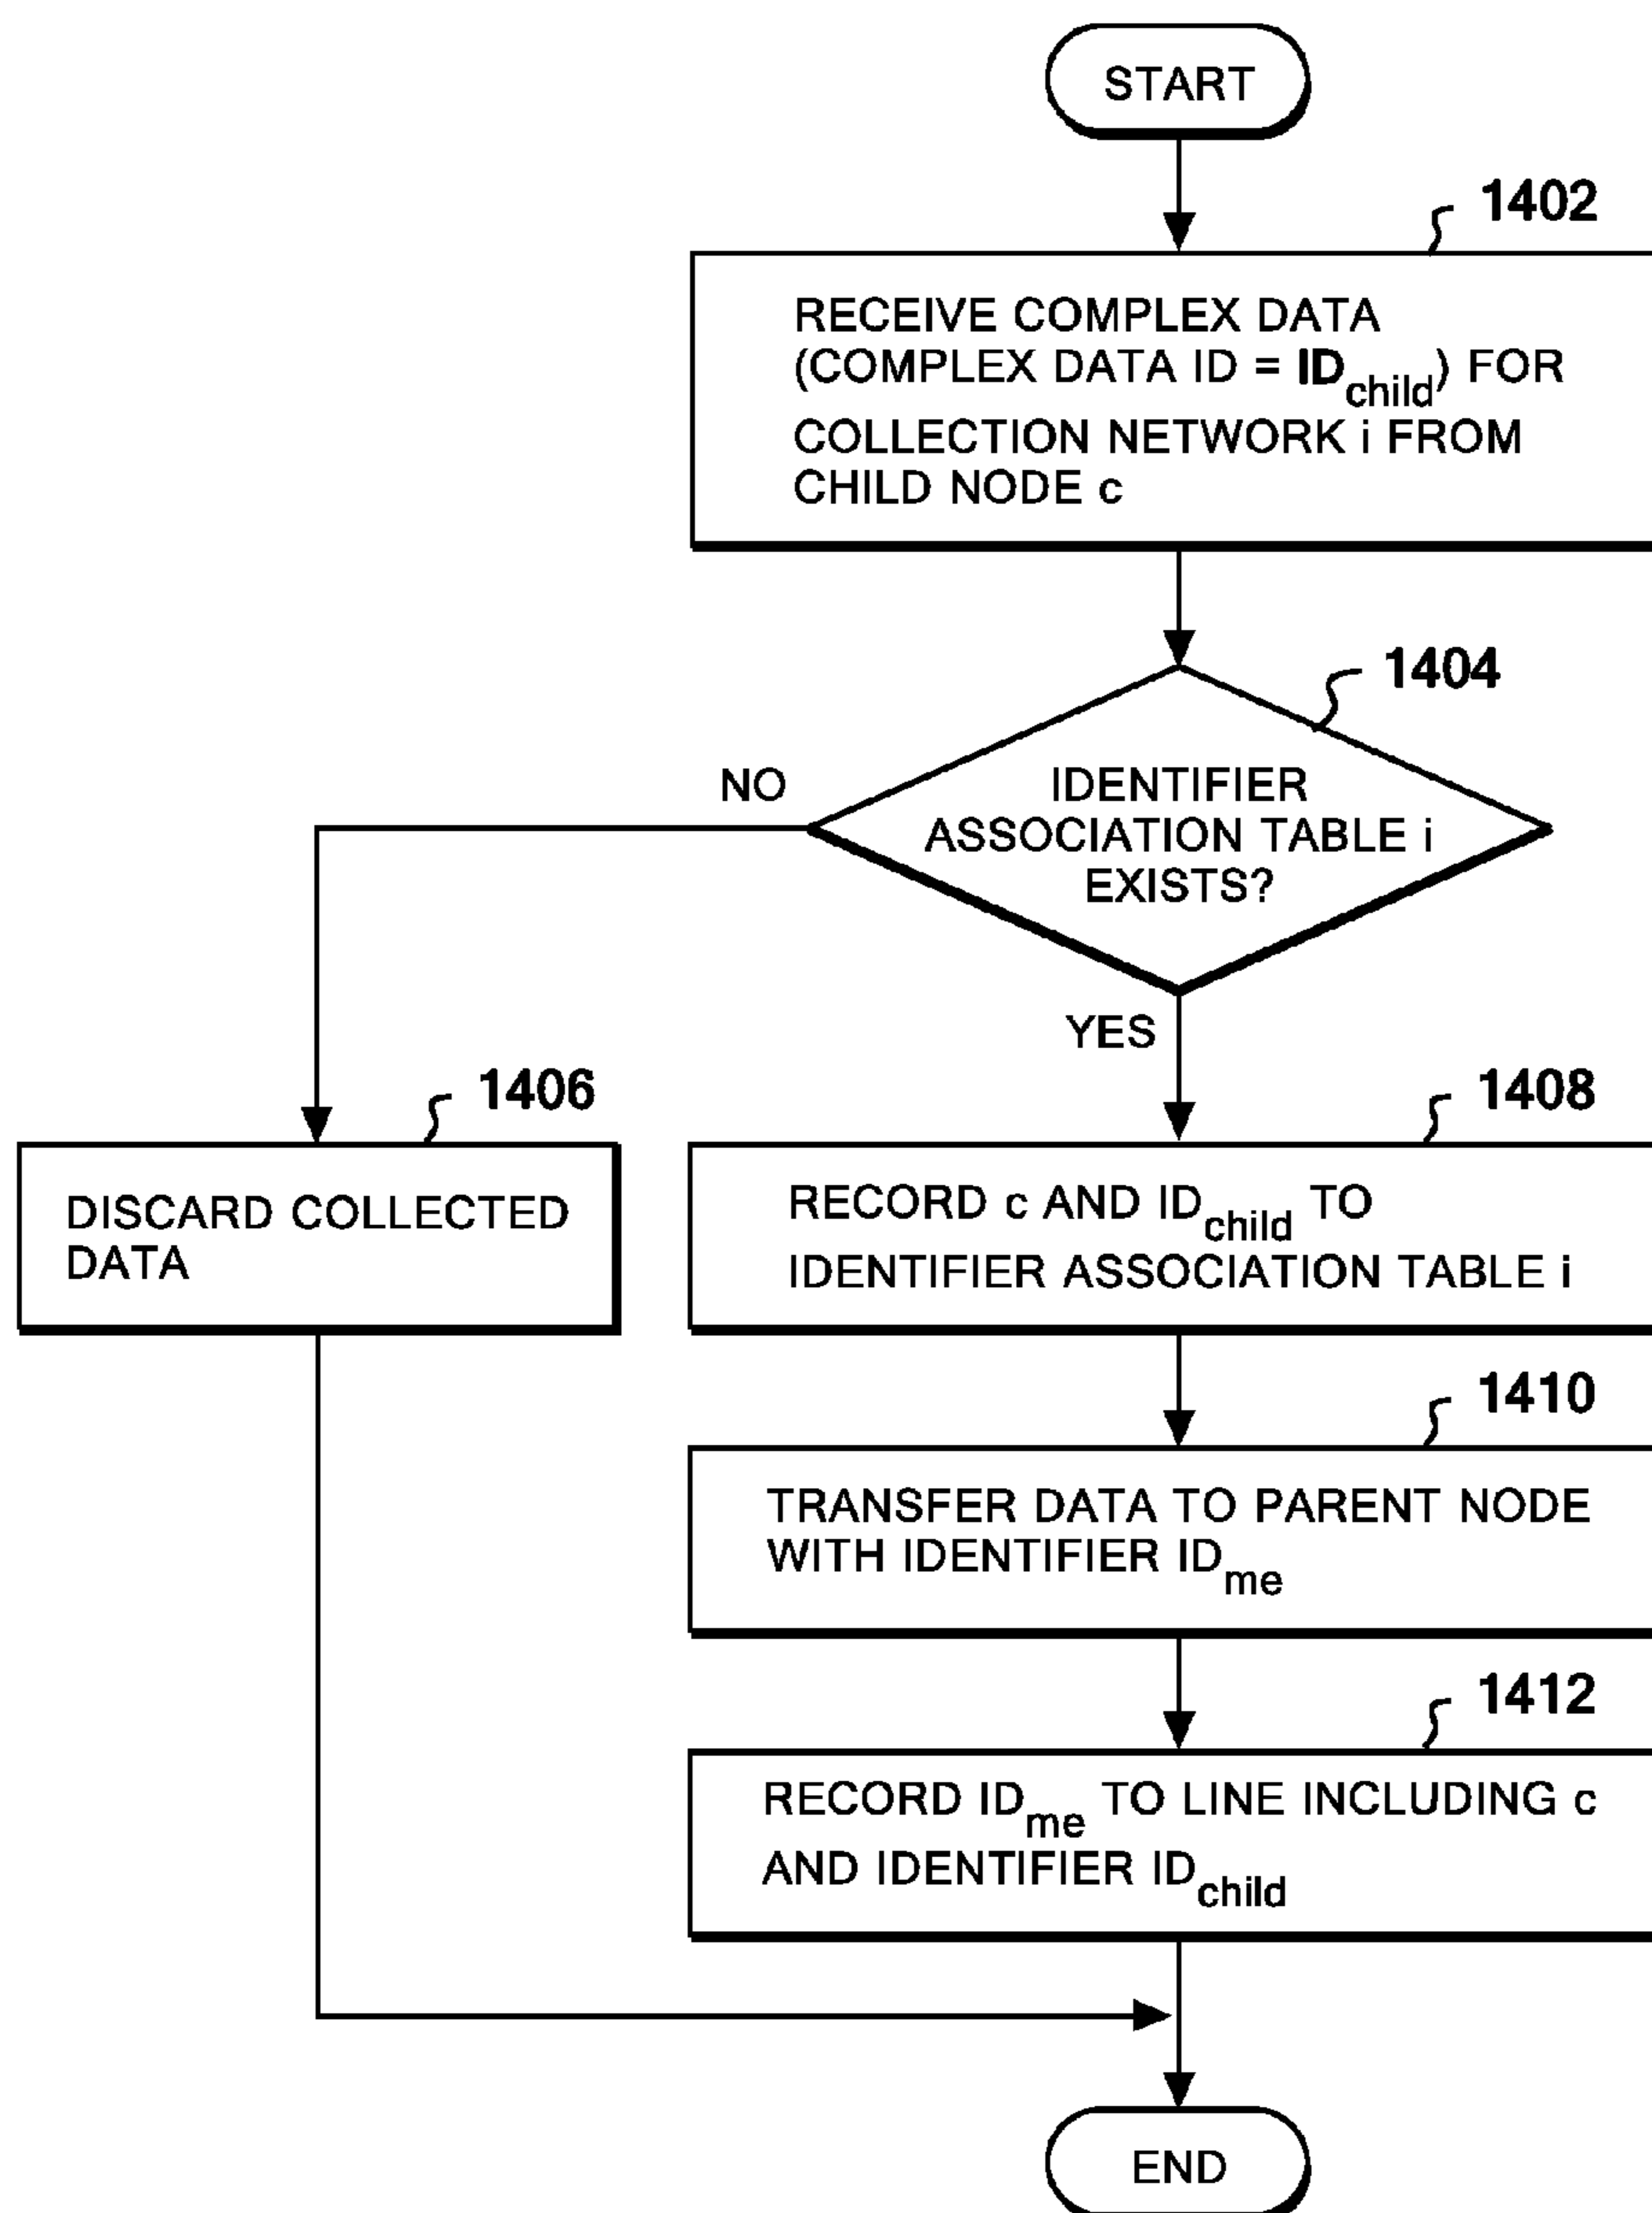 START
1402
RECEIVE COMPLEX DATA
(COMPLEX DATA ID = IDchild) FOR
COLLECTION NETWORK i FROM
CHILD NODE c
1404
NO
IDENTIFIER
ASSOCIATION TABLE i
EXISTS?
YES
1406
DISCARD COLLECTED
DATA
1408
RECORD c AND IDchild TO
IDENTIFIER ASSOCIATION TABLE i
1410
TRANSFER DATA TO PARENT NODE
WITH IDENTIFIER IDme
1412
RECORD IDme TO LINE INCLUDING c
AND IDENTIFIER IDchild
END